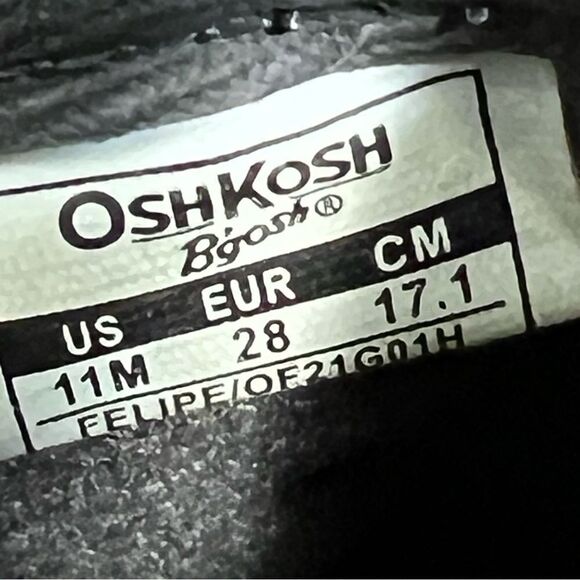 OSHKOSH
B'gosh®
US EUR CM
11M 28 17.1
FELIPE/OF21G01H